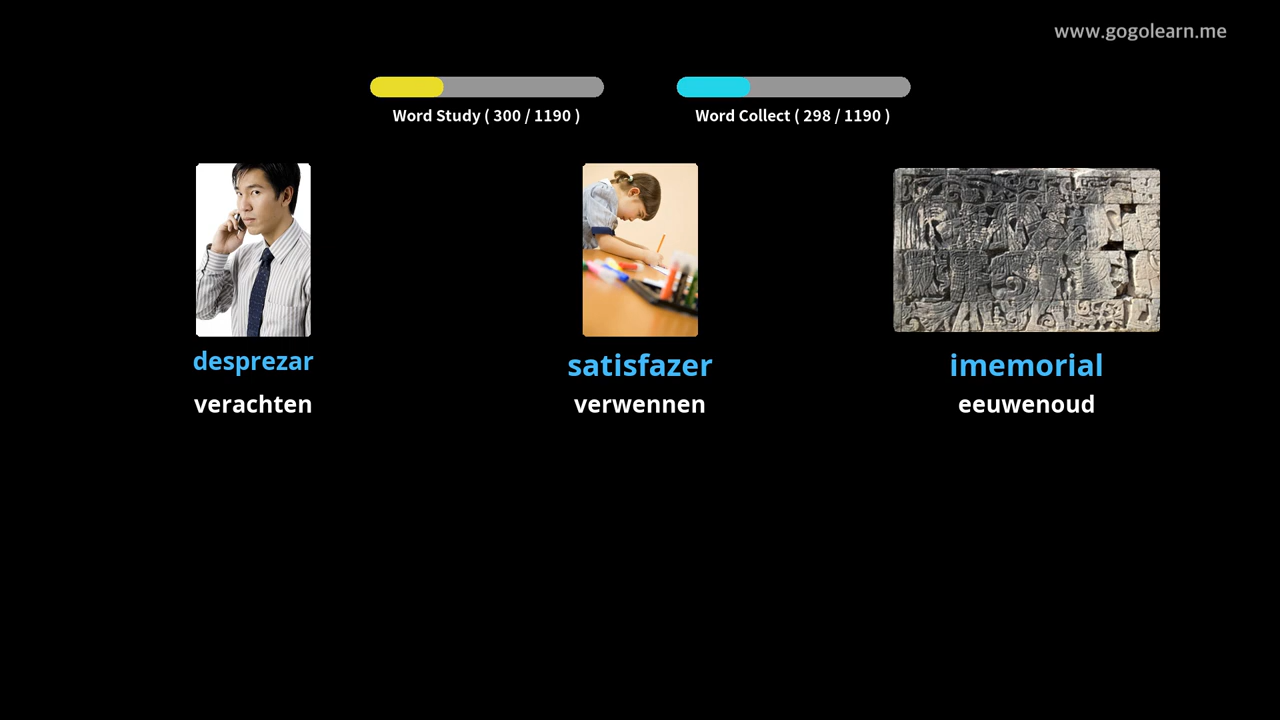 www.gogolearn.me
Word Study ( 300 / 1190 )
Word Collect ( 298 / 1190 )
desprezar
verachten
satisfazer
verwennen
imemorial
eeuwenoud